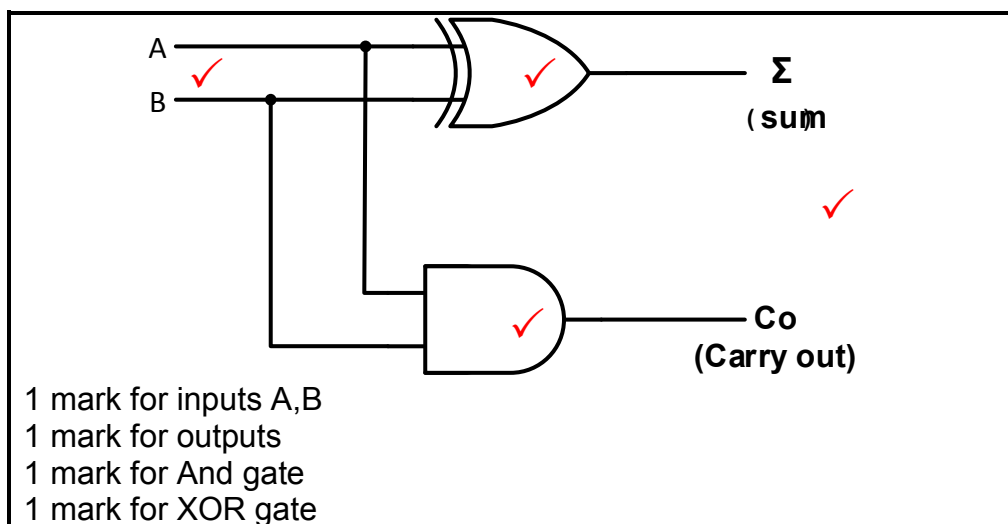 A
B
Σ
(sum)
Co
(Carry out)
1 mark for inputs A,B
1 mark for outputs
1 mark for And gate
1 mark for XOR gate